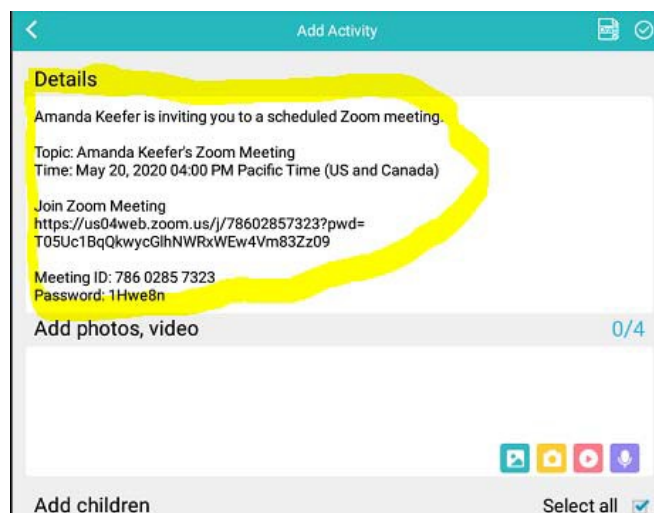 Add Activity
Details
Amanda Keefer is inviting you to a scheduled Zoom meeting.
Topic: Amanda Keefer's Zoom Meeting
Time: May 20, 2020 04:00 PM Pacific Time (US and Canada)
Join Zoom Meeting
https://us04web.zoom.us/j/78602857323?pwd=
T05Uc1BqQkwycGlhNWRxWEw4Vm83Zz09
Meeting ID: 786 0285 7323
Password: 1Hwe8n
Add photos, video 0/4
Add children Select all